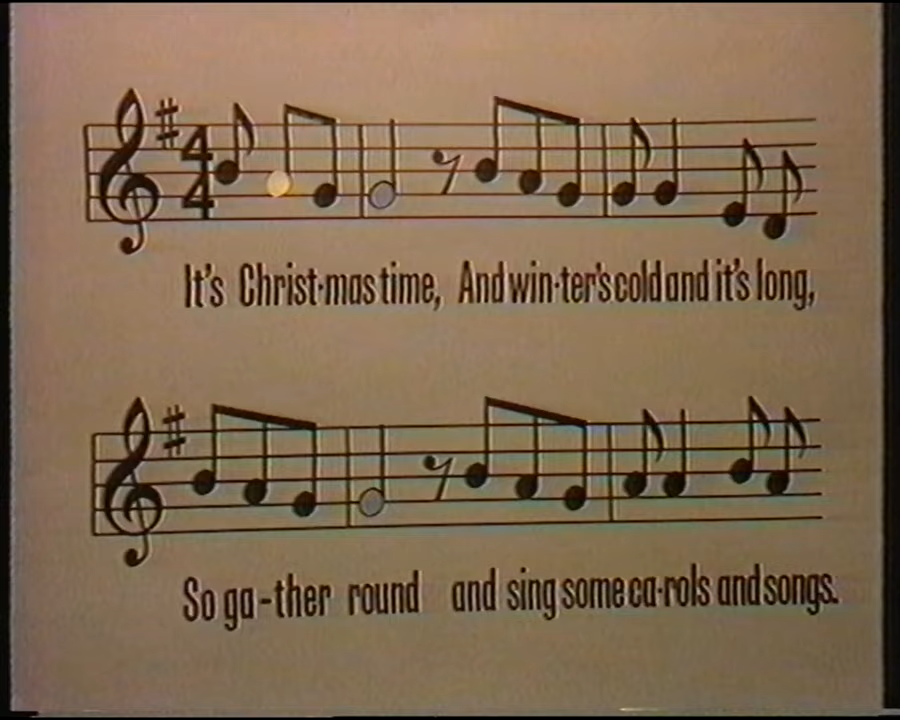 It's Christ-mas time, And win-ter's cold and it's long,
So ga-ther round and sing some ca-rols and songs.